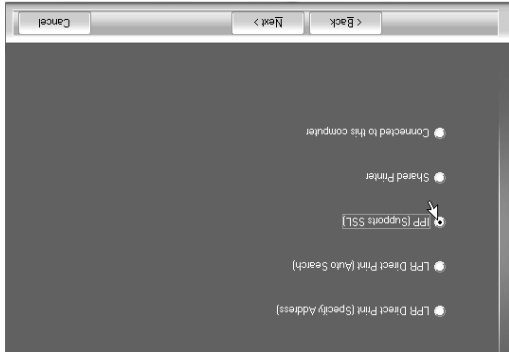 LPR Direct Print (Specify Address)
LPR Direct Print (Auto Search)
IPP (Supports SSL)
Shared Printer
Connected to this computer
< Back
Next >
Cancel